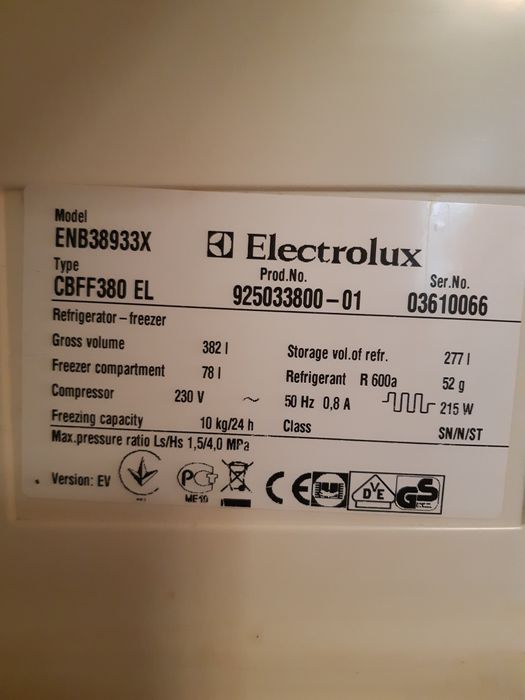 Model
ENB38933X
Electrolux
Type
CBFF380 EL
Prod.No.
925033800-01
Ser.No.
03610066
Refrigerator-freezer
Gross volume 382 l
Storage vol.of refr. 277 l
Freezer compartment 78 l
Refrigerant R 600a 52 g
Compressor 230 V ~ 50 Hz 0,8 A 215 W
Freezing capacity 10 kg/24 h
Class SN/N/ST
Max.pressure ratio Ls/Hs 1,5/4,0 MPa
Version: EV
РСТ
ME10
CE
DVE
GS